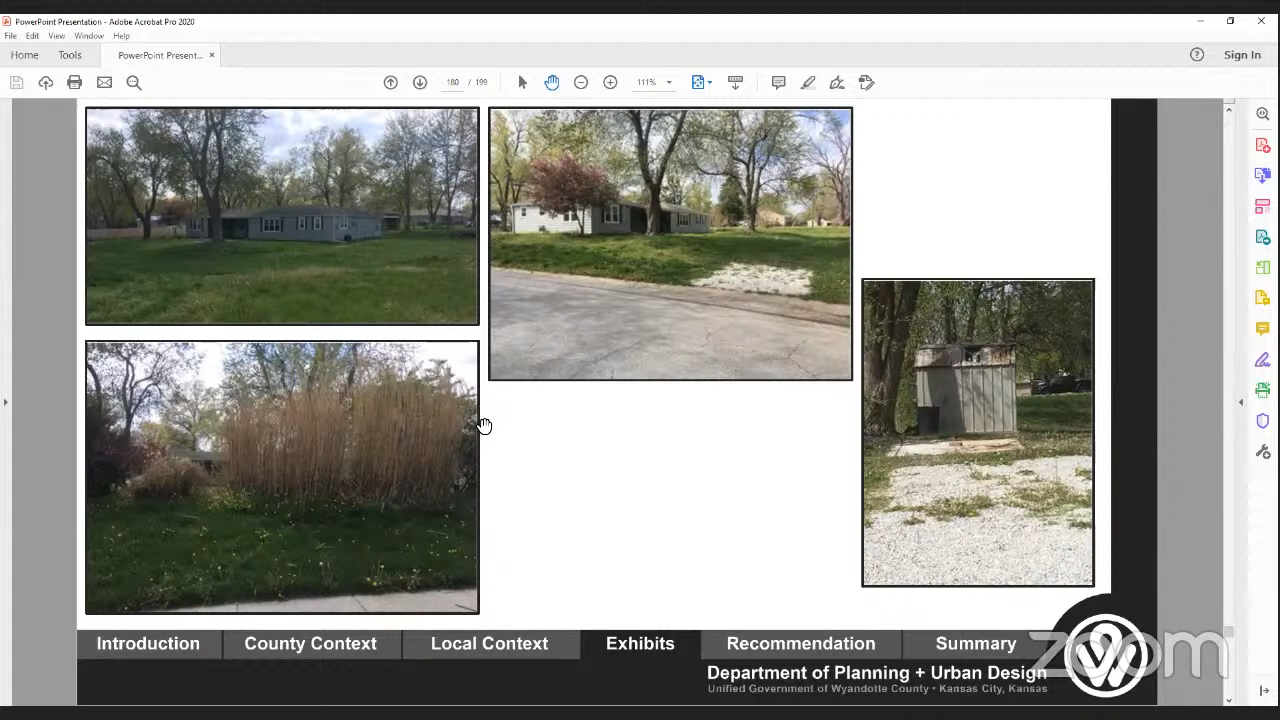 PowerPoint Presentation - Adobe Acrobat Pro 2020
File Edit View Window Help
Home Tools PowerPoint Present... ×
Sign In
180 / 199 111%
Introduction County Context Local Context Exhibits Recommendation Summary
Department of Planning + Urban Design
Unified Government of Wyandotte County • Kansas City, Kansas
zoom